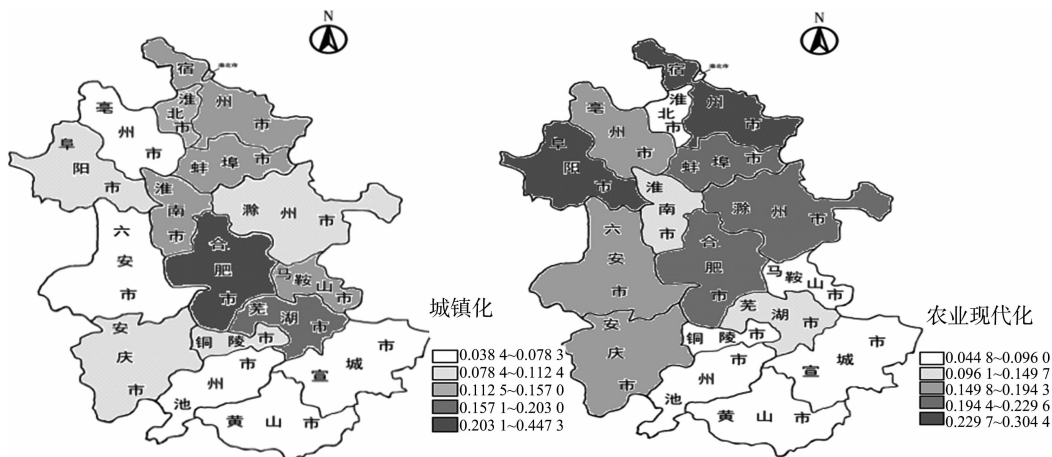 N
宿州市
淮北市
淮北市
亳州市
阜阳市
蚌埠市
淮南市
滁州市
六安市
合肥市
马鞍山市
芜湖市
安庆市
铜陵市
池州市
宣城市
黄山市
城镇化
0.038 4~0.078 3
0.078 4~0.112 4
0.112 5~0.157 0
0.157 1~0.203 0
0.203 1~0.447 3
N
宿州市
淮北市
淮北市
亳州市
阜阳市
蚌埠市
淮南市
滁州市
六安市
合肥市
马鞍山市
芜湖市
安庆市
铜陵市
池州市
宣城市
黄山市
农业现代化
0.044 8~0.096 0
0.096 1~0.149 7
0.149 8~0.194 3
0.194 4~0.229 6
0.229 7~0.304 4